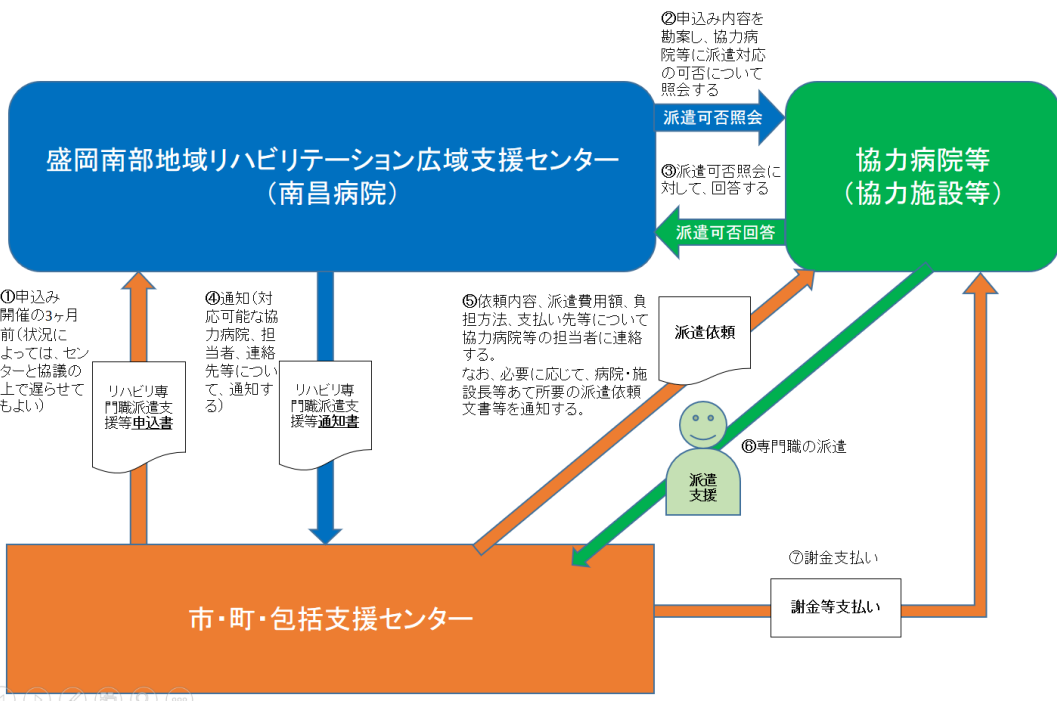 ②申込み内容を
勘案し、協力病
院等に派遣対応
の可否について
照会する
派遣可否照会
盛岡南部地域リハビリテーション広域支援センター
（南昌病院）
協力病院等
（協力施設等）
③派遣可否照会に
対して、回答する
派遣可否回答
①申込み
開催の3ヶ月
前（状況に
よっては、セン
ターと協議の
上で遅らせて
もよい）
リハビリ専
門職派遣支
援等申込書
④通知（対
応可能な協
力病院、担
当者、連絡
先等につい
て、通知す
る）
リハビリ専
門職派遣支
援等通知書
⑤依頼内容、派遣費用額、負
担方法、支払い先等について
協力病院等の担当者に連絡
する。
なお、必要に応じて、病院・施
設長等あて所要の派遣依頼
文書等を通知する。
派遣依頼
⑥専門職の派遣
派遣
支援
⑦謝金支払い
謝金等支払い
市・町・包括支援センター